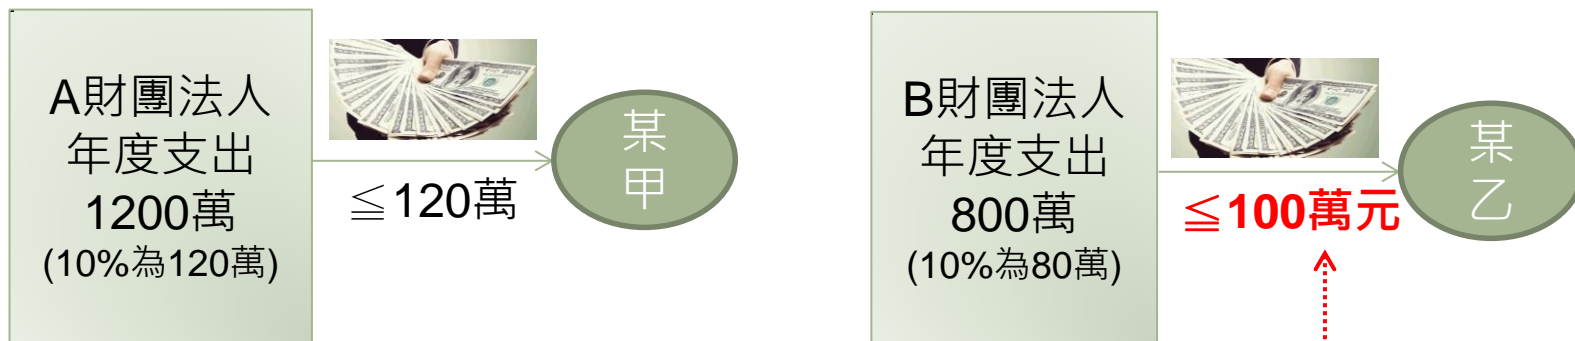 A財團法人
年度支出
1200萬
(10%為120萬)
≦120萬
某
甲
B財團法人
年度支出
800萬
(10%為80萬)
≦100萬元
某
乙